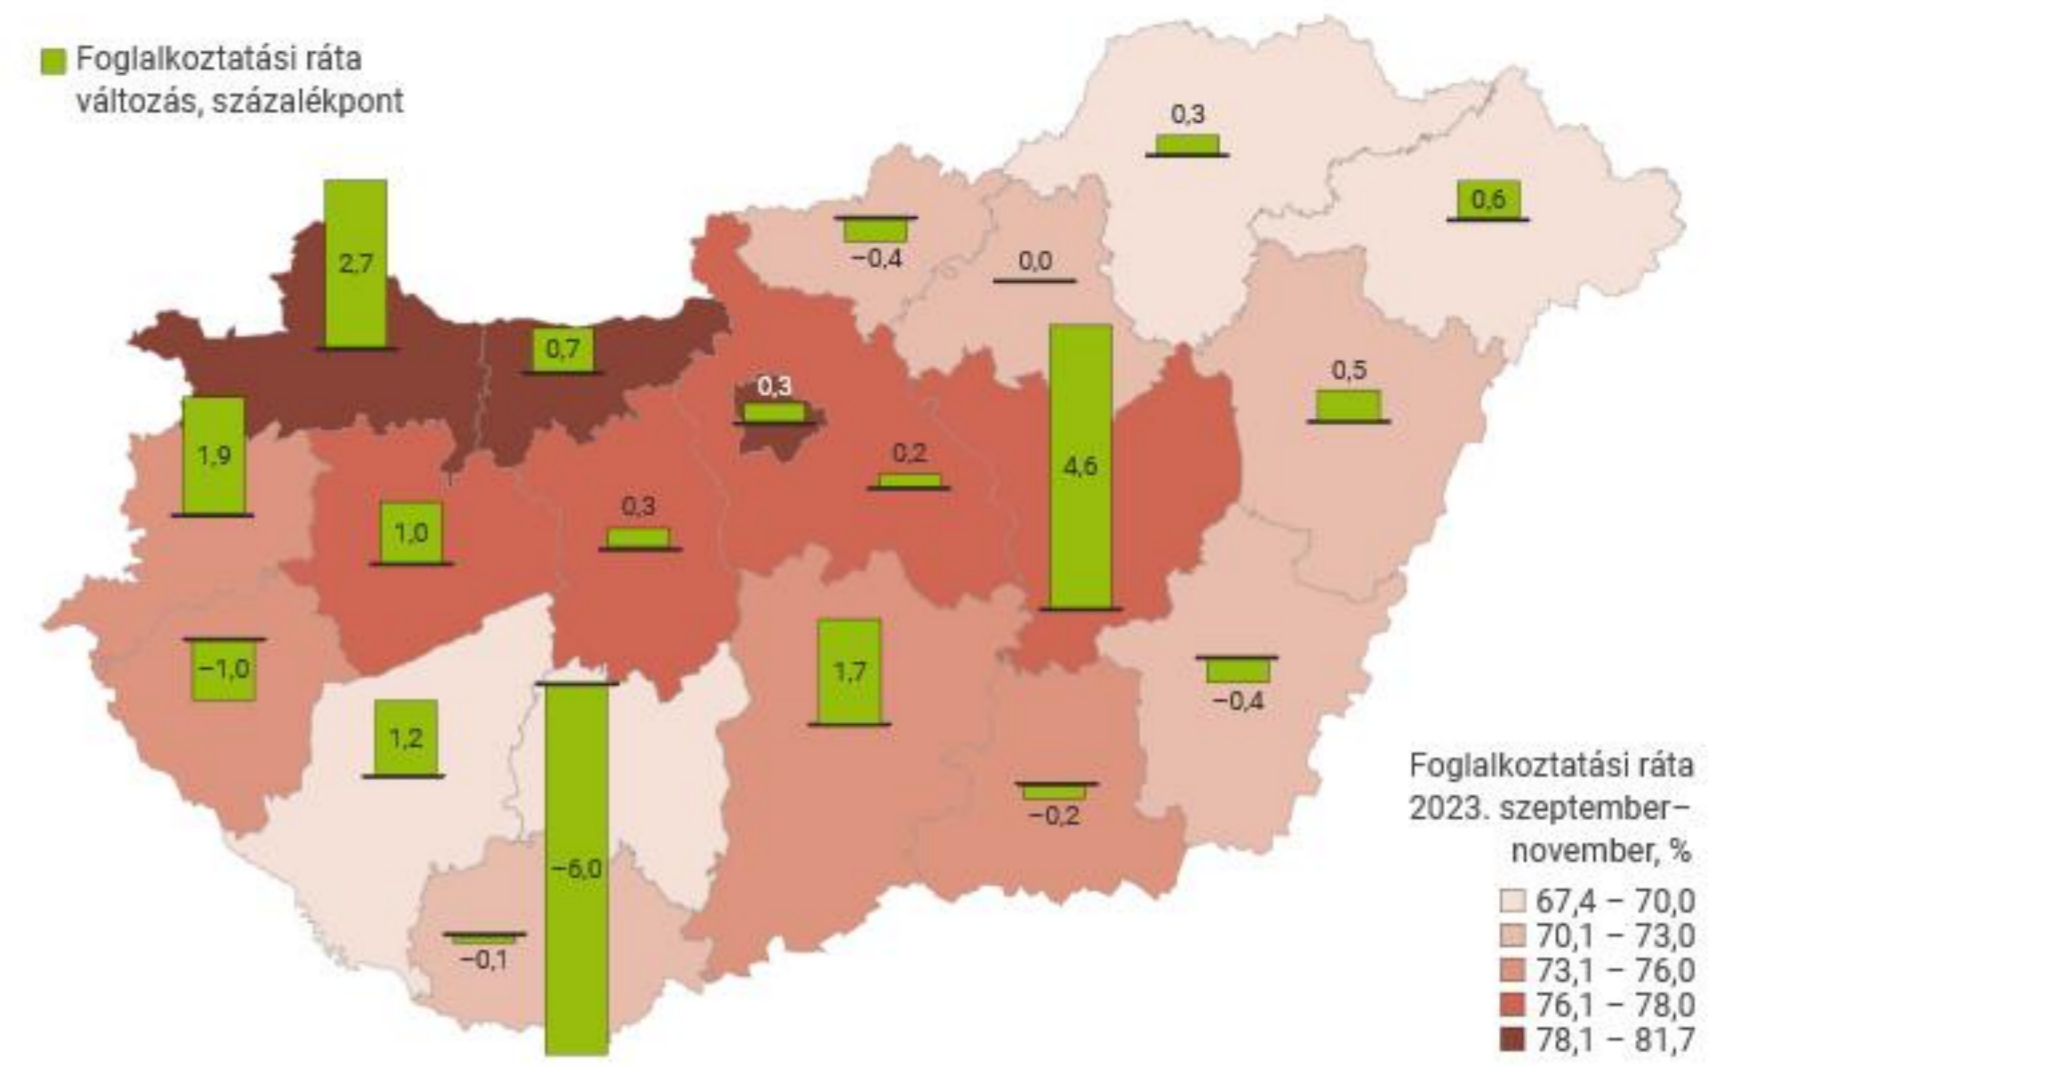 Foglalkoztatási ráta
változás, százalékpont
0,3
0,6
2,7
−0,4
0,0
0,7
0,5
0,3
1,9
0,2
4,6
1,0
0,3
−1,0
1,7
−0,4
1,2
−0,2
−6,0
−0,1
Foglalkoztatási ráta
2023. szeptember–
november, %
67,4 – 70,0
70,1 – 73,0
73,1 – 76,0
76,1 – 78,0
78,1 – 81,7